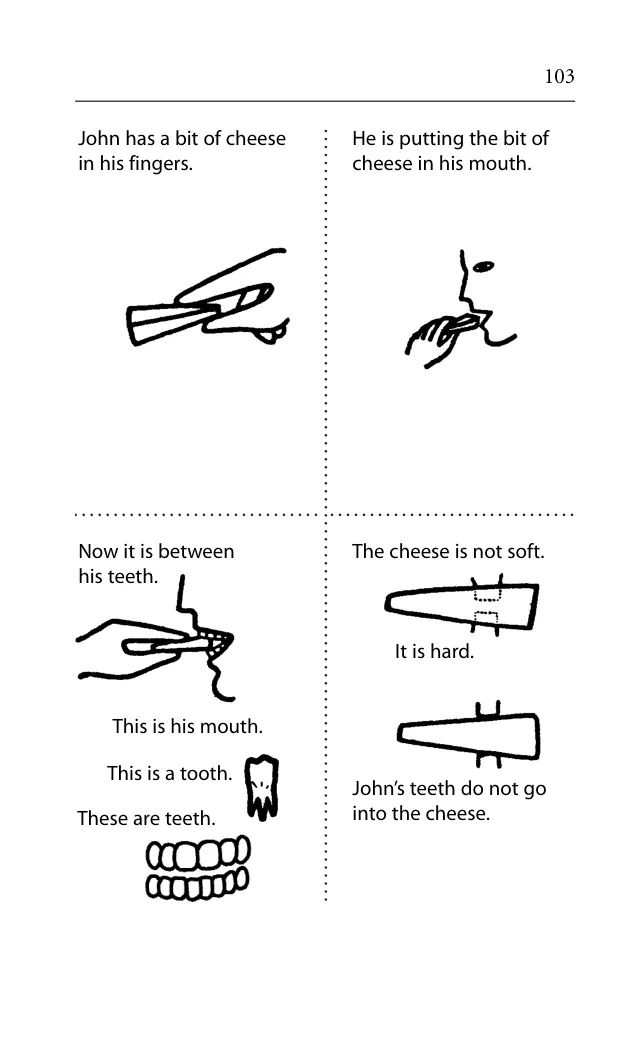 103
John has a bit of cheese
in his fingers.
He is putting the bit of
cheese in his mouth.
Now it is between
his teeth.
This is his mouth.
This is a tooth.
These are teeth.
The cheese is not soft.
It is hard.
John’s teeth do not go
into the cheese.